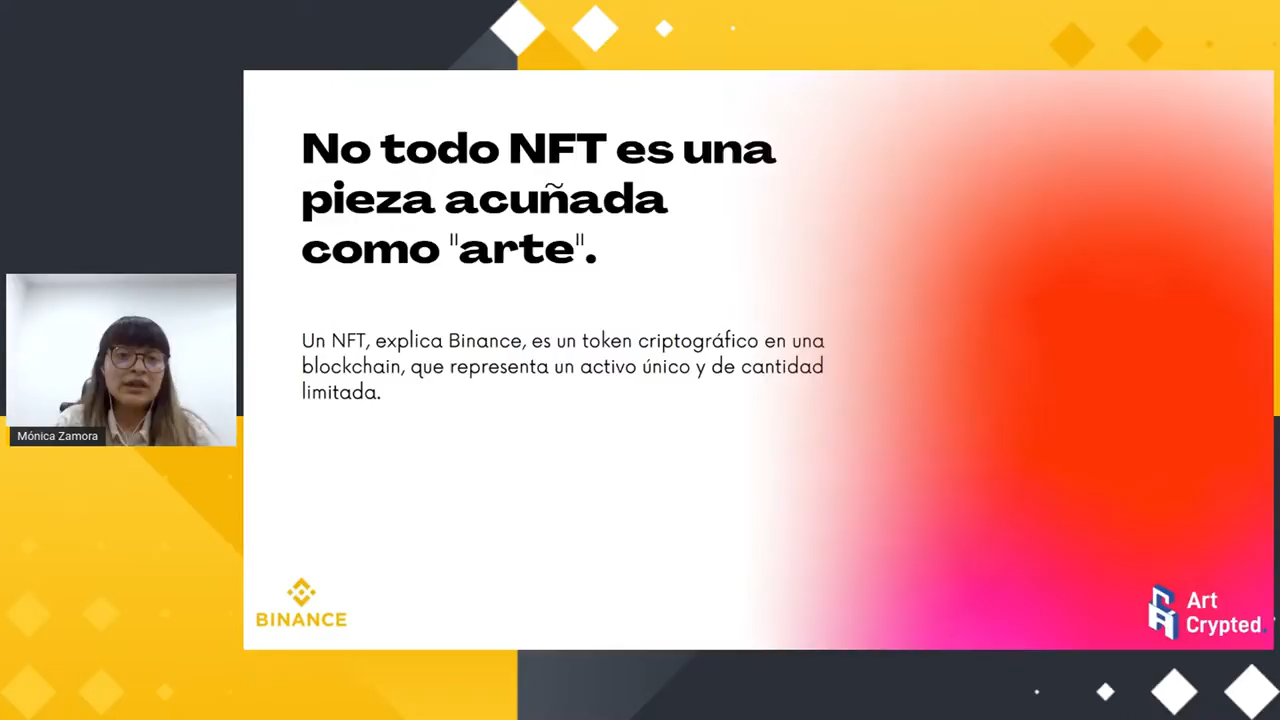 No todo NFT es una
pieza acuñada
como "arte".
Un NFT, explica Binance, es un token criptográfico en una
blockchain, que representa un activo único y de cantidad
limitada.
Mónica Zamora
BINANCE
Art
Crypted.